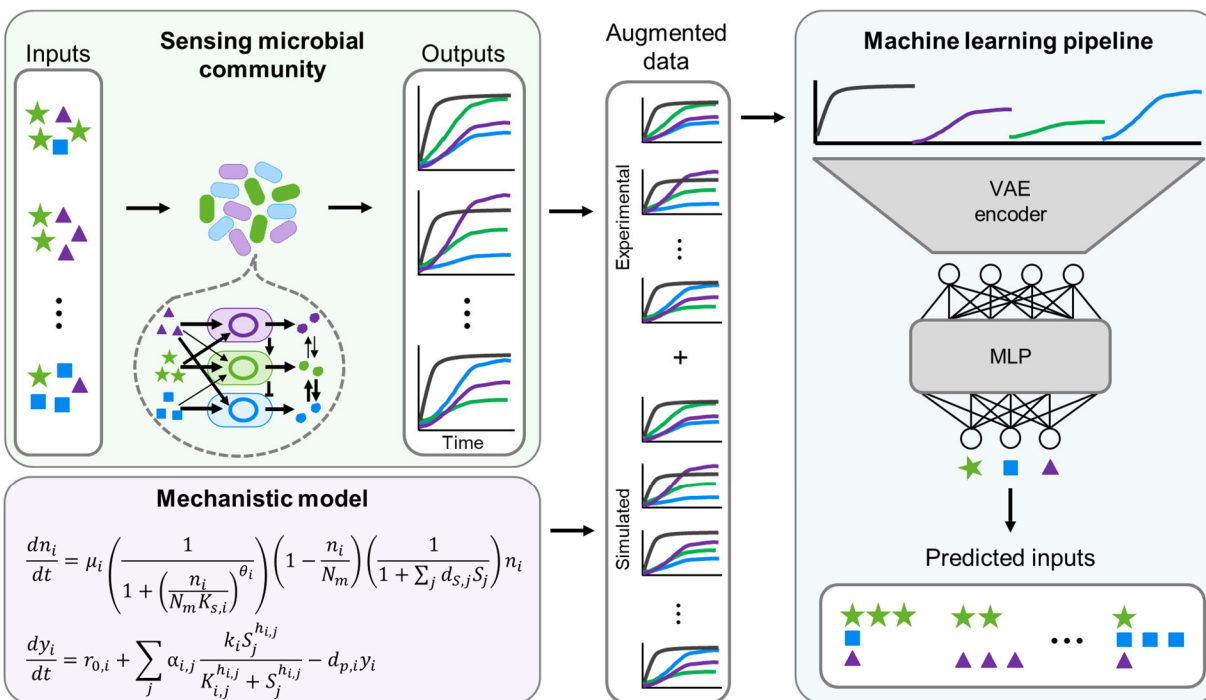 Inputs
Sensing microbial
community
Outputs
Time
Mechanistic model
dn_i/dt = μ_i (1 / (1 + (n_i / (N_m K_{s,i}))^{θ_i})) (1 − n_i/N_m) (1 / (1 + ∑_j d_{S,j} S_j)) n_i
dy_i/dt = r_{0,i} + ∑_j α_{i,j} (k_i S_j^{h_{i,j}} / (K_{i,j}^{h_{i,j}} + S_j^{h_{i,j}})) − d_{p,i} y_i
Augmented
data
Experimental
+
Simulated
Machine learning pipeline
VAE
encoder
MLP
Predicted inputs